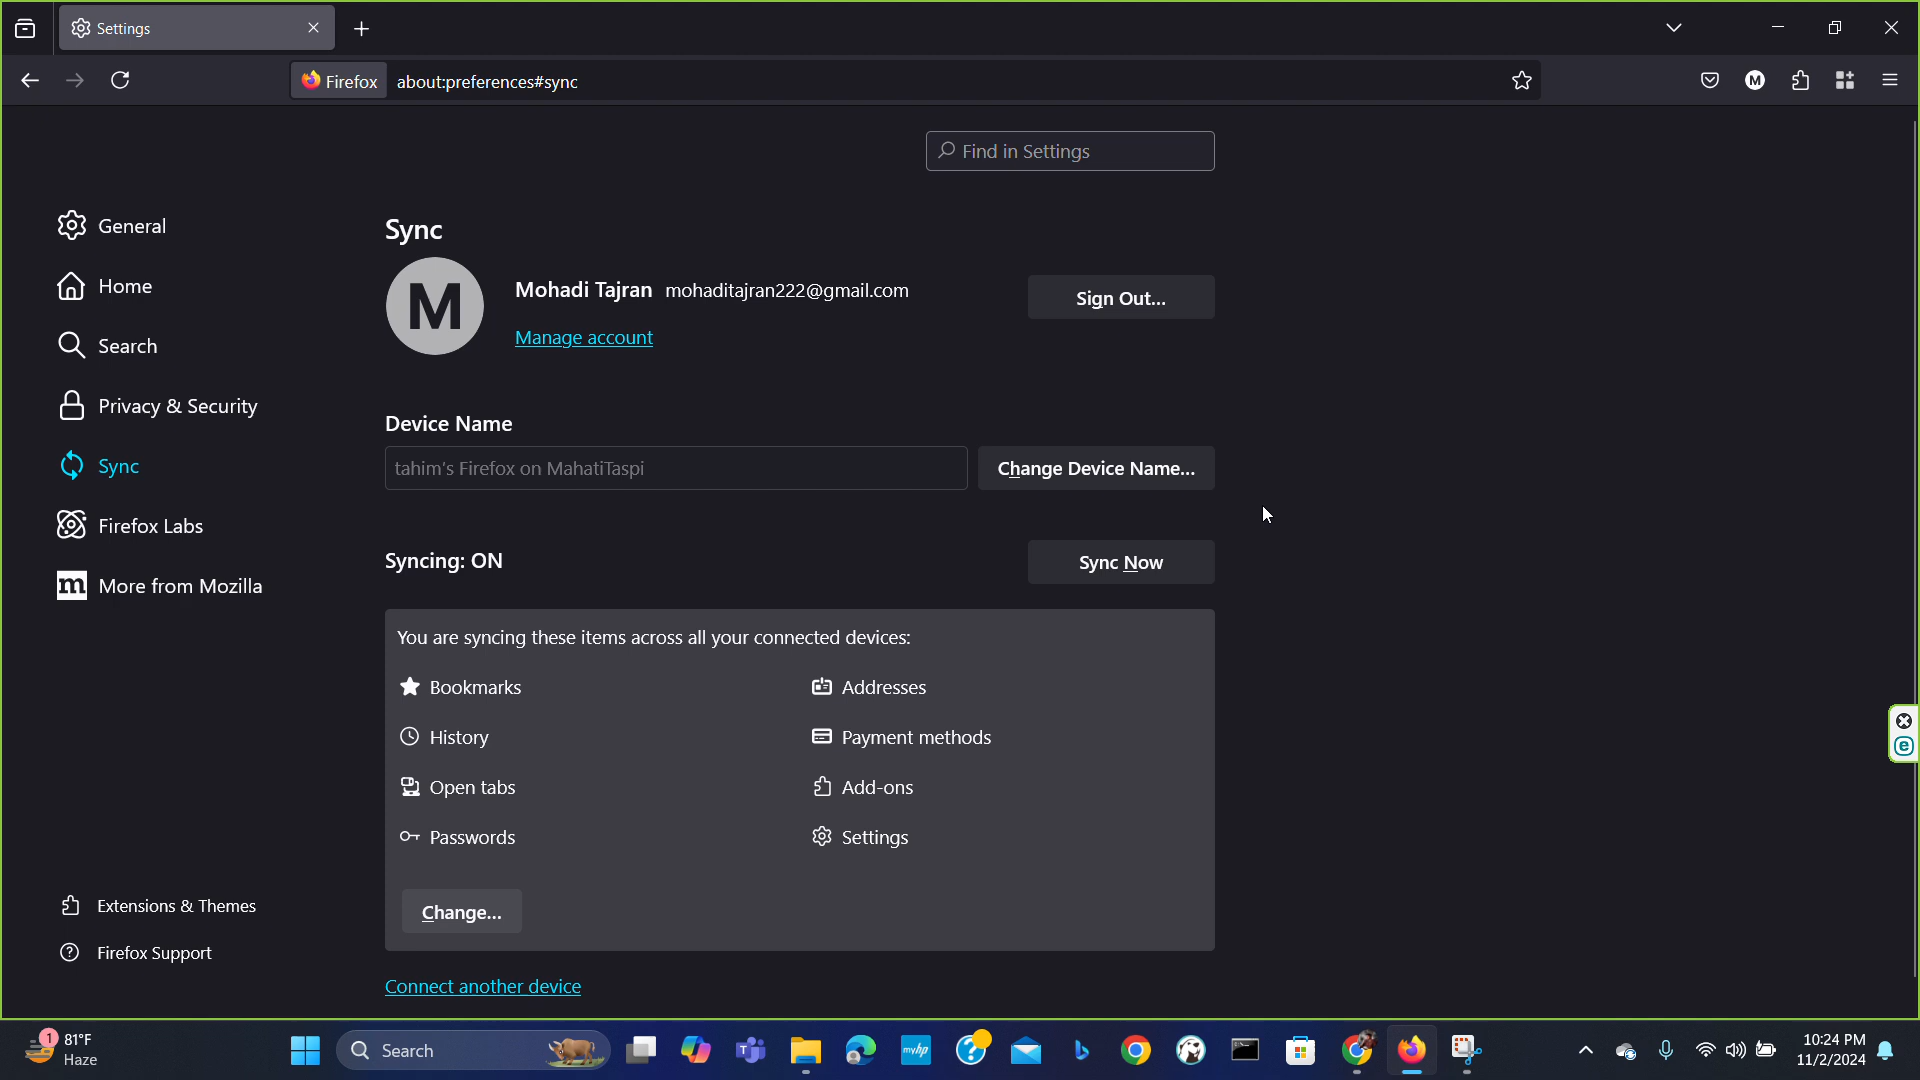 Settings
Firefox about:preferences#sync
M
Find in Settings
General
Home
Search
Privacy & Security
Sync
Firefox Labs
m More from Mozilla
Extensions & Themes
Firefox Support
Sync
M
Mohadi Tajran mohaditajran222@gmail.com
Sign Out...
Manage account
Device Name
tahim's Firefox on MahatiTaspi
Change Device Name...
Syncing: ON
Sync Now
You are syncing these items across all your connected devices:
Bookmarks
Addresses
History
Payment methods
Open tabs
Add-ons
Passwords
Settings
Change...
Connect another device
e
1
81°F
Haze
Search
myhp
10:24 PM
11/2/2024